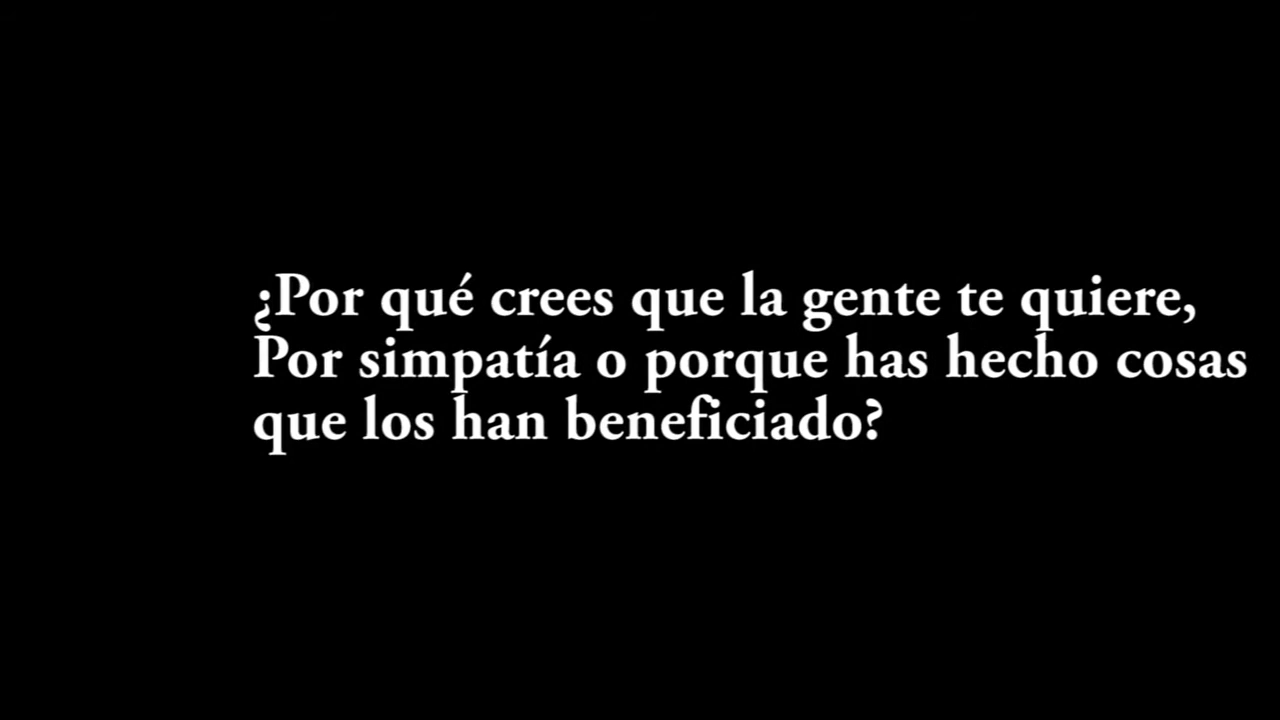 ¿Por qué crees que la gente te quiere,
Por simpatía o porque has hecho cosas
que los han beneficiado?